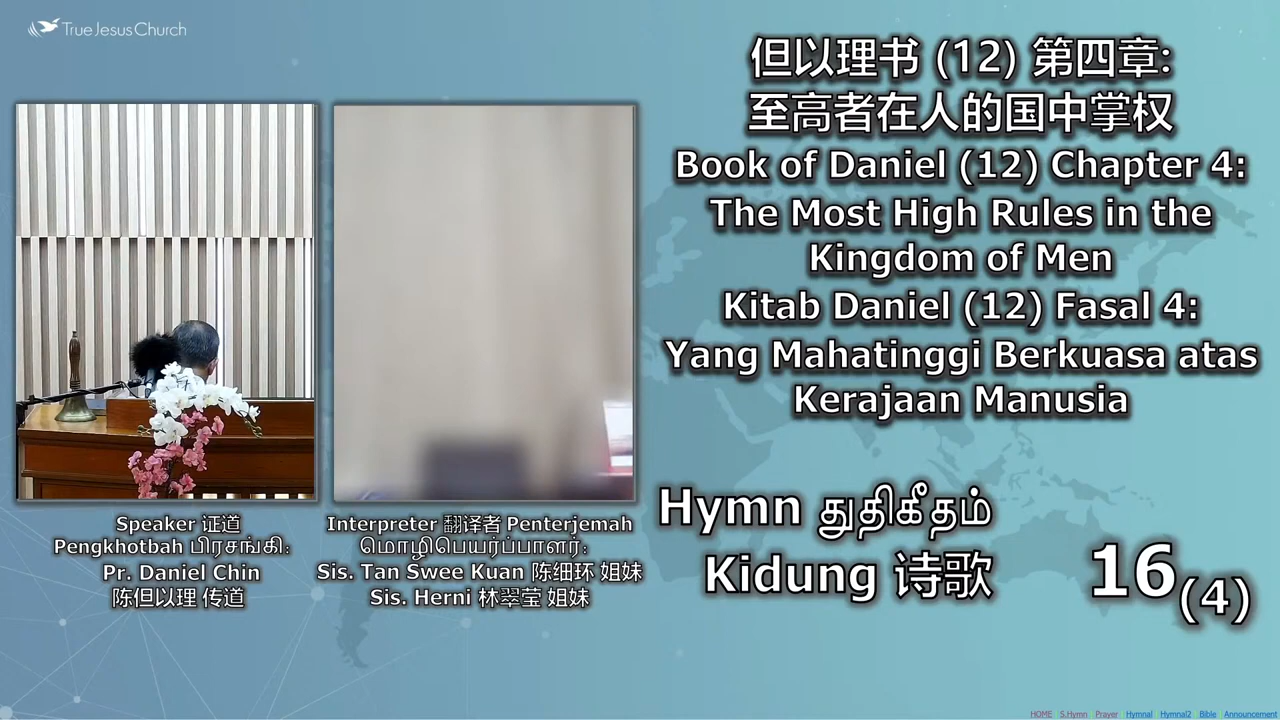 True Jesus Church
但以理书 (12) 第四章:
至高者在人的国中掌权
Book of Daniel (12) Chapter 4:
The Most High Rules in the
Kingdom of Men
Kitab Daniel (12) Fasal 4:
Yang Mahatinggi Berkuasa atas
Kerajaan Manusia
Hymn துதிகீதம்
Kidung 诗歌
16(4)
Speaker 证道
Pengkhotbah பிரசங்கி:
Pr. Daniel Chin
陈但以理 传道
Interpreter 翻译者 Penterjemah
மொழிபெயர்ப்பாளர்:
Sis. Tan Swee Kuan 陈细环 姐妹
Sis. Herni 林翠莹 姐妹
HOME S.Hymn Prayer Hymnal Hymnal2 Bible Announcement